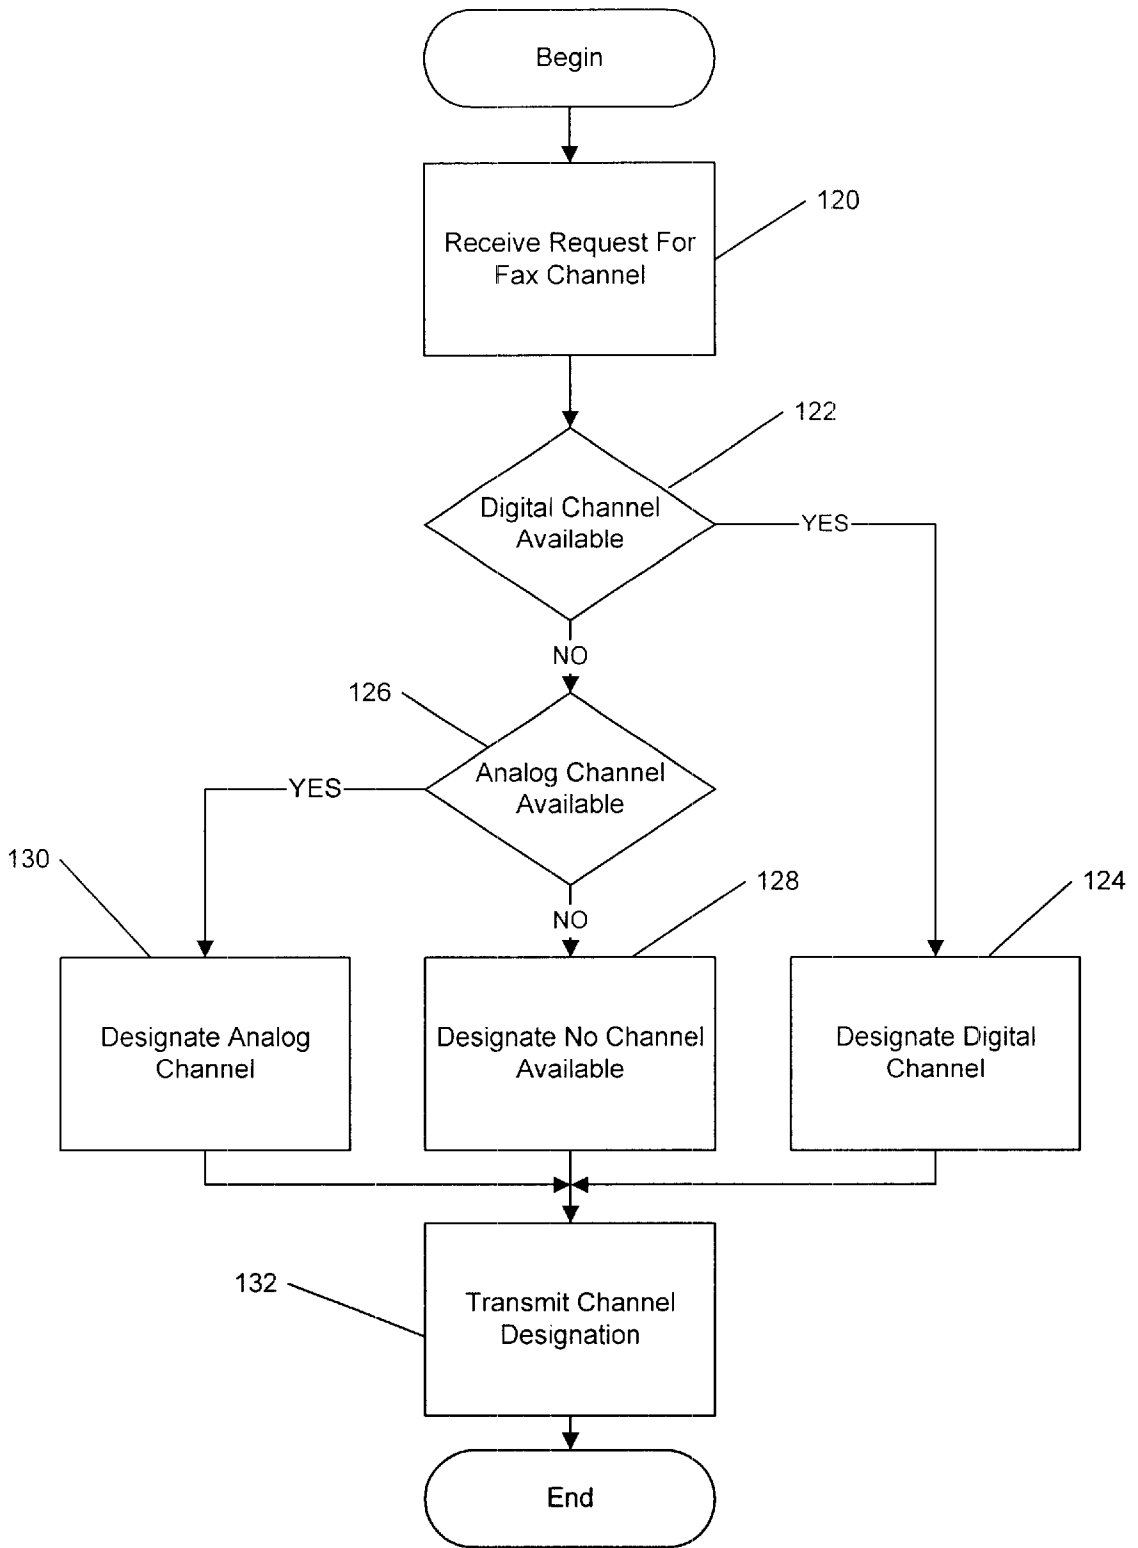 Begin
120
Receive Request For
Fax Channel
122
Digital Channel
Available
YES
NO
126
Analog Channel
Available
YES
130
NO
128
124
Designate Analog
Channel
Designate No Channel
Available
Designate Digital
Channel
132
Transmit Channel
Designation
End